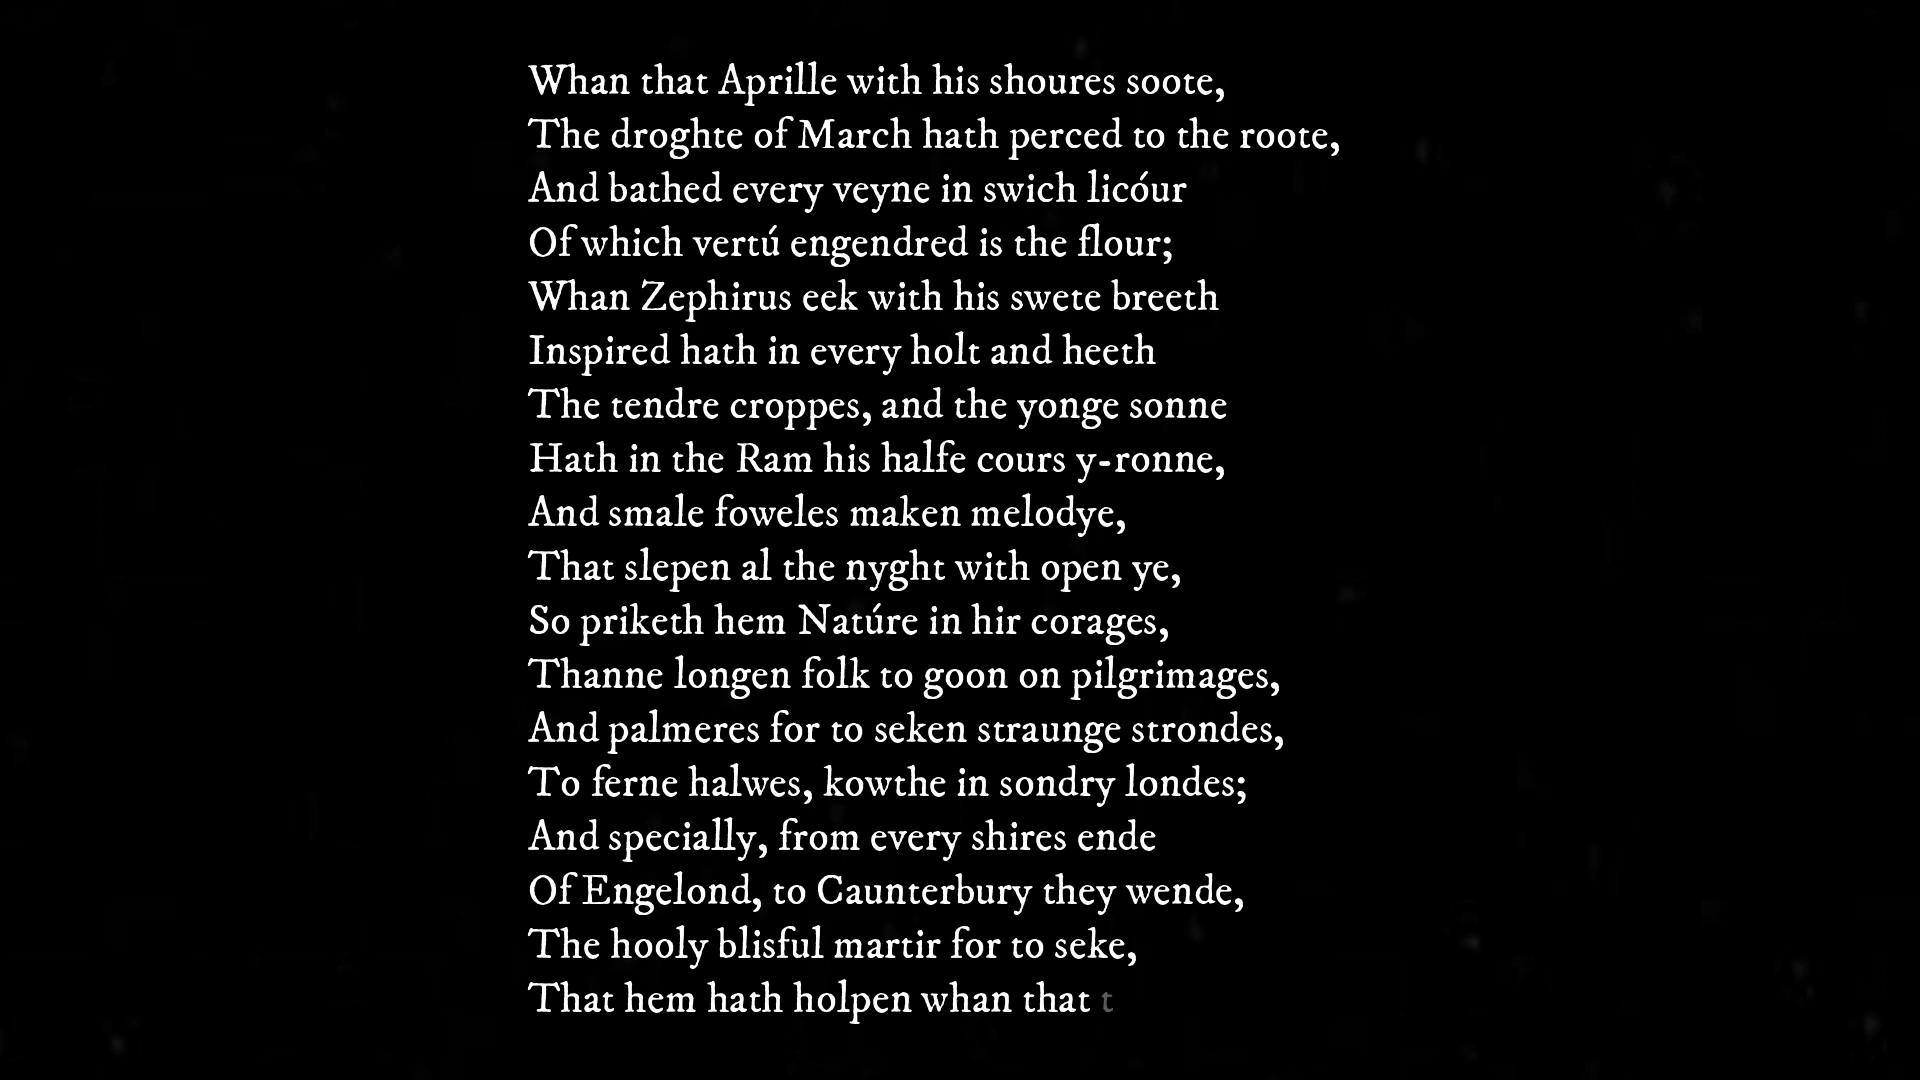 Whan that Aprille with his shoures soote,
The droghte of March hath perced to the roote,
And bathed every veyne in swich licóur
Of which vertú engendred is the flour;
Whan Zephirus eek with his swete breeth
Inspired hath in every holt and heeth
The tendre croppes, and the yonge sonne
Hath in the Ram his halfe cours y-ronne,
And smale foweles maken melodye,
That slepen al the nyght with open ye,
So priketh hem Natúre in hir corages,
Thanne longen folk to goon on pilgrimages,
And palmeres for to seken straunge strondes,
To ferne halwes, kowthe in sondry londes;
And specially, from every shires ende
Of Engelond, to Caunterbury they wende,
The hooly blisful martir for to seke,
That hem hath holpen whan that t